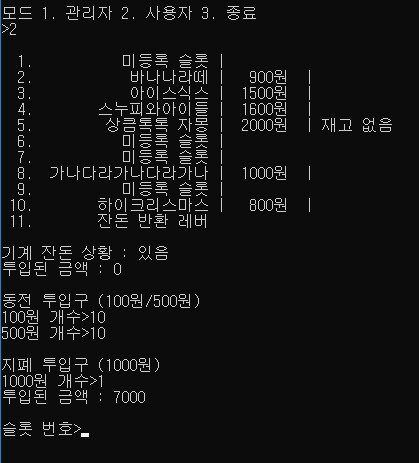 모드 1. 관리자 2. 사용자 3. 종료
>2
1. 미등록 슬롯 |
2. 바나나라떼 | 900원 |
3. 아이스식스 | 1500원 |
4. 스누피와아이들 | 1600원 |
5. 상큼톡톡 자몽 | 2000원 | 재고 없음
6. 미등록 슬롯 |
7. 미등록 슬롯 |
8. 가나다라가나다라가나 | 1000원 |
9. 미등록 슬롯 |
10. 하이크리스마스 | 800원 |
11. 잔돈 반환 레버
기계 잔돈 상황 : 있음
투입된 금액 : 0
동전 투입구 (100원/500원)
100원 개수>10
500원 개수>10
지폐 투입구 (1000원)
1000원 개수>1
투입된 금액 : 7000
슬롯 번호>